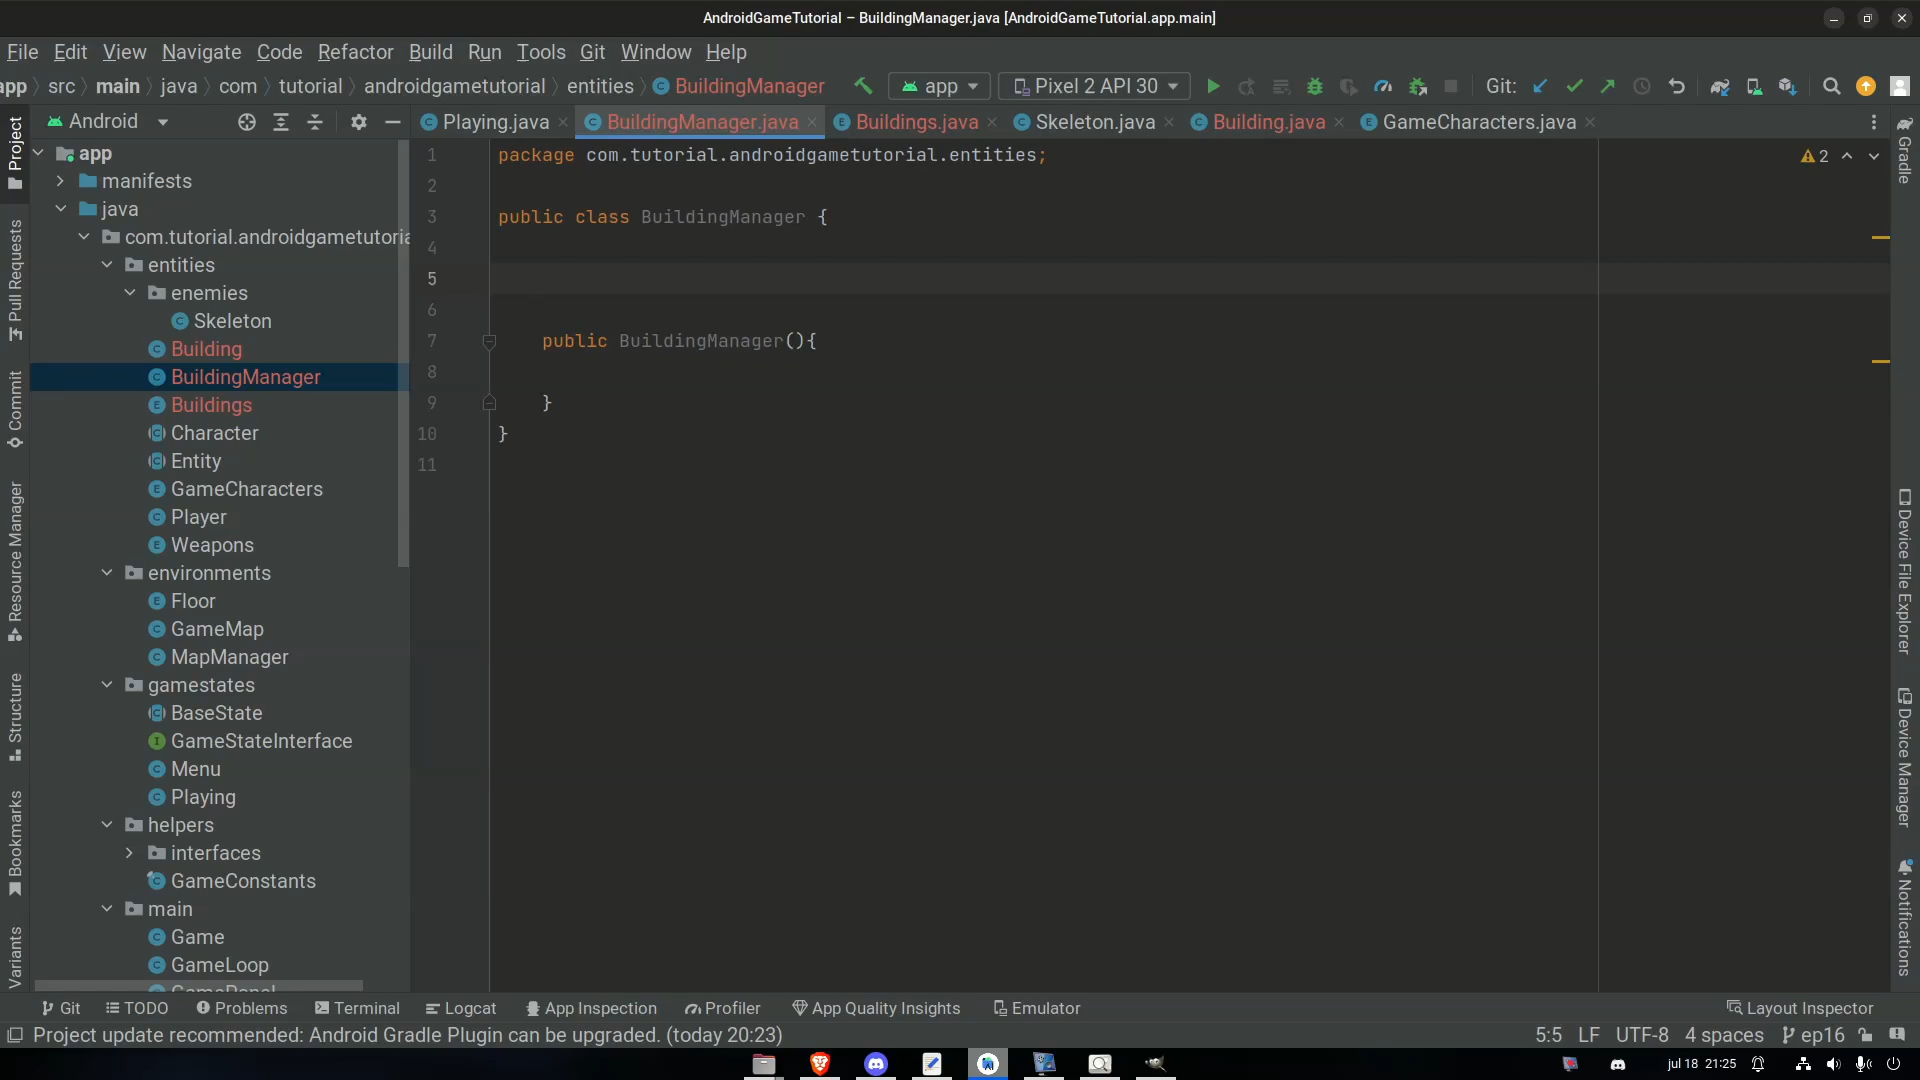 AndroidGameTutorial – BuildingManager.java [AndroidGameTutorial.app.main]
File Edit View Navigate Code Refactor Build Run Tools Git Window Help
app src main java com tutorial androidgametutorial entities BuildingManager app Pixel 2 API 30 Git:
Android Playing.java BuildingManager.java Buildings.java Skeleton.java Building.java GameCharacters.java
Project
Pull Requests
Commit
Resource Manager
Structure
Bookmarks
Variants
app
manifests
java
com.tutorial.androidgametutoria
entities
enemies
Skeleton
Building
BuildingManager
Buildings
Character
Entity
GameCharacters
Player
Weapons
environments
Floor
GameMap
MapManager
gamestates
BaseState
GameStateInterface
Menu
Playing
helpers
interfaces
GameConstants
main
Game
GameLoop
1 package com.tutorial.androidgametutorial.entities;
2
3 public class BuildingManager {
4
5
6
7 public BuildingManager(){
8
9 }
10 }
11
2
Gradle
Device File Explorer
Device Manager
Notifications
Git TODO Problems Terminal Logcat App Inspection Profiler App Quality Insights Emulator Layout Inspector
Project update recommended: Android Gradle Plugin can be upgraded. (today 20:23) 5:5 LF UTF-8 4 spaces ep16
jul 18 21:25